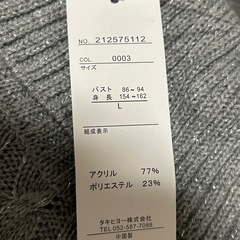 NO. 212575112
COL. 0003
サイズ
バスト 86～94
身長 154～162
L
組成表示
アクリル 77%
ポリエステル 23%
タキヒヨー株式会社
TEL 052-587-7088
中国製